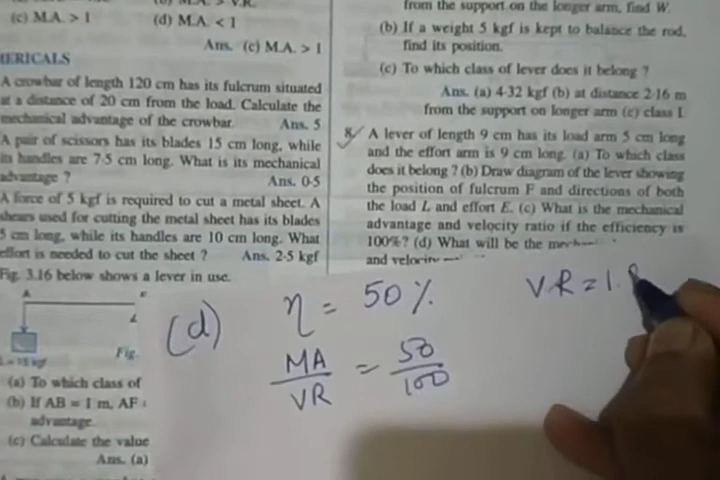 (c) M.A. > 1 (d) M.A. < 1
Ans. (c) M.A. > 1
A crowbar of length 120 cm has its fulcrum situated
at a distance of 20 cm from the load. Calculate the
mechanical advantage of the crowbar. Ans. 5
A pair of scissors has its blades 15 cm long, while
its handles are 7·5 cm long. What is its mechanical
advantage ? Ans. 0·5
A force of 5 kgf is required to cut a metal sheet. A
shears used for cutting the metal sheet has its blades
5 cm long, while its handles are 10 cm long. What
effort is needed to cut the sheet ? Ans. 2·5 kgf
Fig. 3.16 below shows a lever in use.
A
Fig.
(a) To which class of
(b) If AB = 1 m, AF
advantage.
(c) Calculate the value
Ans. (a)
from the support on the longer arm, find W.
(b) If a weight 5 kgf is kept to balance the rod,
find its position.
(c) To which class of lever does it belong ?
Ans. (a) 4·32 kgf (b) at distance 2·16 m
from the support on longer arm (c) class I.
8. A lever of length 9 cm has its load arm 5 cm long
and the effort arm is 9 cm long. (a) To which class
does it belong ? (b) Draw diagram of the lever showing
the position of fulcrum F and directions of both
the load L and effort E. (c) What is the mechanical
advantage and velocity ratio if the efficiency is
100%? (d) What will be the
and
(d) η = 50 %
VR = 1.8
MA/VR = 50/100